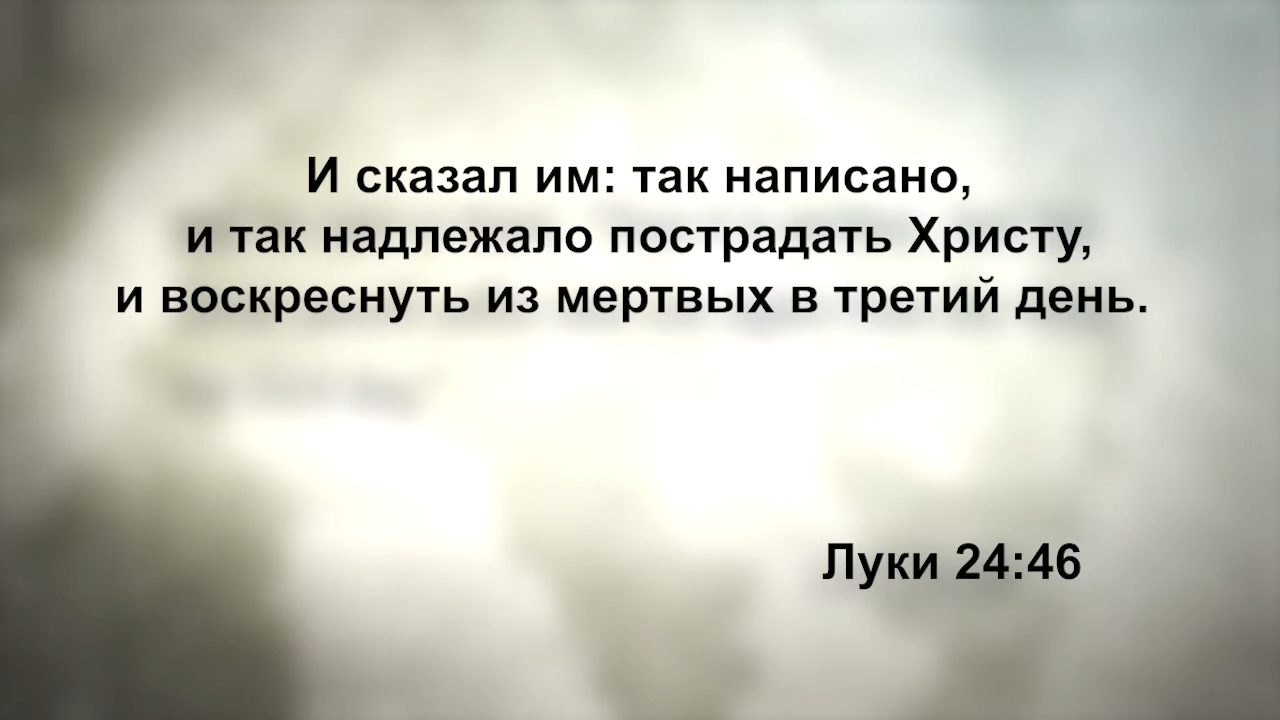 И сказал им: так написано,
и так надлежало пострадать Христу,
и воскреснуть из мертвых в третий день.
Луки 24:46